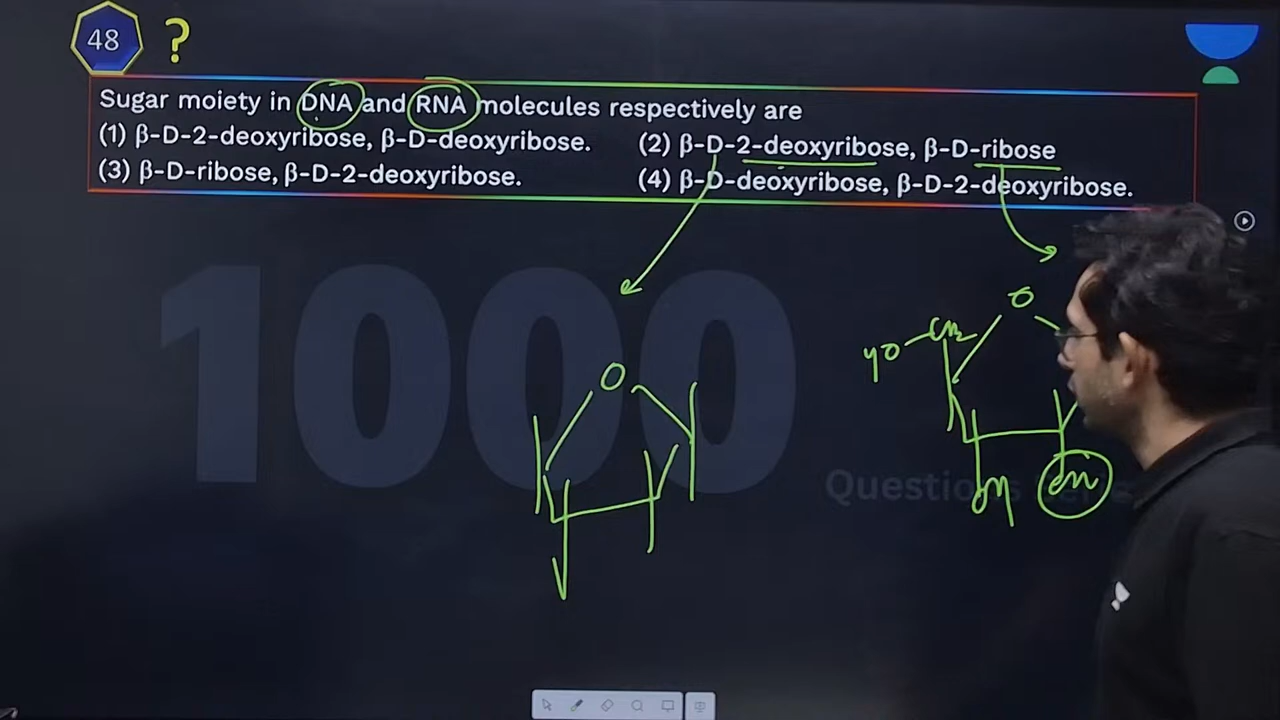 48 ?
Sugar moiety in DNA and RNA molecules respectively are
(1) β-D-2-deoxyribose, β-D-deoxyribose.
(2) β-D-2-deoxyribose, β-D-ribose
(3) β-D-ribose, β-D-2-deoxyribose.
(4) β-D-deoxyribose, β-D-2-deoxyribose.
1000
O
O